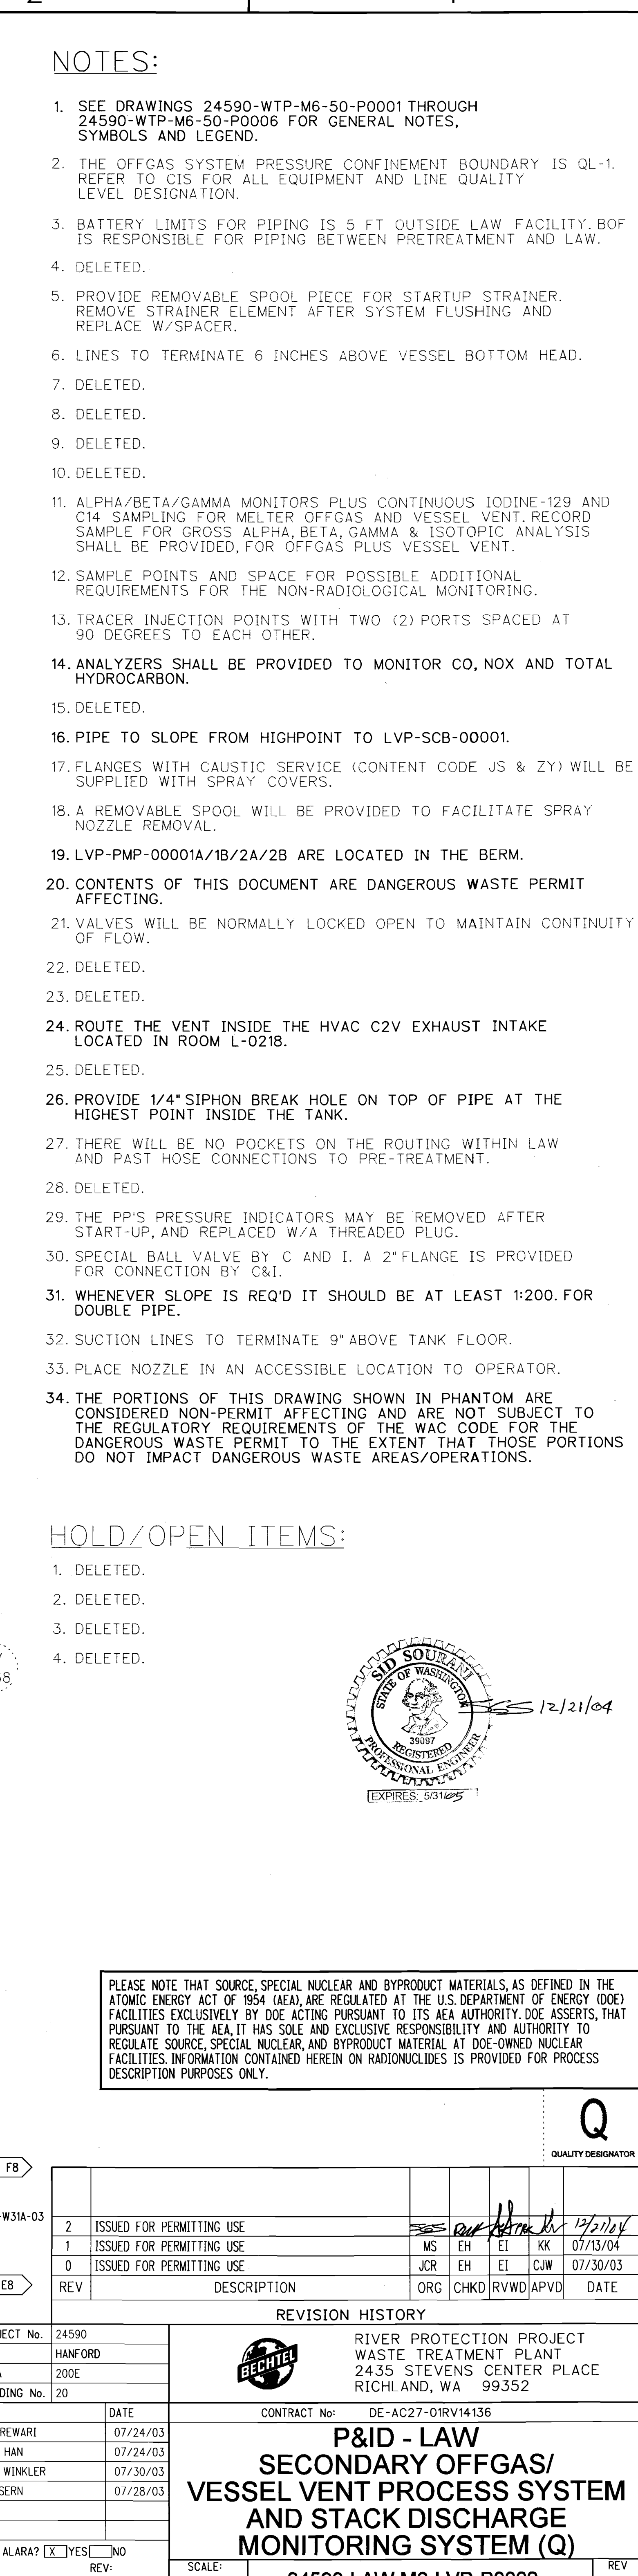 NOTES:
1. SEE DRAWINGS 24590-WTP-M6-50-P0001 THROUGH
24590-WTP-M6-50-P0006 FOR GENERAL NOTES,
SYMBOLS AND LEGEND.
2. THE OFFGAS SYSTEM PRESSURE CONFINEMENT BOUNDARY IS QL-1.
REFER TO CIS FOR ALL EQUIPMENT AND LINE QUALITY
LEVEL DESIGNATION.
3. BATTERY LIMITS FOR PIPING IS 5 FT OUTSIDE LAW FACILITY. BOF
IS RESPONSIBLE FOR PIPING BETWEEN PRETREATMENT AND LAW.
4. DELETED.
5. PROVIDE REMOVABLE SPOOL PIECE FOR STARTUP STRAINER.
REMOVE STRAINER ELEMENT AFTER SYSTEM FLUSHING AND
REPLACE W/SPACER.
6. LINES TO TERMINATE 6 INCHES ABOVE VESSEL BOTTOM HEAD.
7. DELETED.
8. DELETED.
9. DELETED.
10. DELETED.
11. ALPHA/BETA/GAMMA MONITORS PLUS CONTINUOUS IODINE-129 AND
C14 SAMPLING FOR MELTER OFFGAS AND VESSEL VENT. RECORD
SAMPLE FOR GROSS ALPHA, BETA, GAMMA & ISOTOPIC ANALYSIS
SHALL BE PROVIDED, FOR OFFGAS PLUS VESSEL VENT.
12. SAMPLE POINTS AND SPACE FOR POSSIBLE ADDITIONAL
REQUIREMENTS FOR THE NON-RADIOLOGICAL MONITORING.
13. TRACER INJECTION POINTS WITH TWO (2) PORTS SPACED AT
90 DEGREES TO EACH OTHER.
14. ANALYZERS SHALL BE PROVIDED TO MONITOR CO, NOX AND TOTAL
HYDROCARBON.
15. DELETED.
16. PIPE TO SLOPE FROM HIGHPOINT TO LVP-SCB-00001.
17. FLANGES WITH CAUSTIC SERVICE (CONTENT CODE JS & ZY) WILL BE
SUPPLIED WITH SPRAY COVERS.
18. A REMOVABLE SPOOL WILL BE PROVIDED TO FACILITATE SPRAY
NOZZLE REMOVAL.
19. LVP-PMP-00001A/1B/2A/2B ARE LOCATED IN THE BERM.
20. CONTENTS OF THIS DOCUMENT ARE DANGEROUS WASTE PERMIT
AFFECTING.
21. VALVES WILL BE NORMALLY LOCKED OPEN TO MAINTAIN CONTINUITY
OF FLOW.
22. DELETED.
23. DELETED.
24. ROUTE THE VENT INSIDE THE HVAC C2V EXHAUST INTAKE
LOCATED IN ROOM L-0218.
25. DELETED.
26. PROVIDE 1/4" SIPHON BREAK HOLE ON TOP OF PIPE AT THE
HIGHEST POINT INSIDE THE TANK.
27. THERE WILL BE NO POCKETS ON THE ROUTING WITHIN LAW
AND PAST HOSE CONNECTIONS TO PRE-TREATMENT.
28. DELETED.
29. THE PP'S PRESSURE INDICATORS MAY BE REMOVED AFTER
START-UP, AND REPLACED W/A THREADED PLUG.
30. SPECIAL BALL VALVE BY C AND I. A 2" FLANGE IS PROVIDED
FOR CONNECTION BY C&I.
31. WHENEVER SLOPE IS REQ'D IT SHOULD BE AT LEAST 1:200. FOR
DOUBLE PIPE.
32. SUCTION LINES TO TERMINATE 9" ABOVE TANK FLOOR.
33. PLACE NOZZLE IN AN ACCESSIBLE LOCATION TO OPERATOR.
34. THE PORTIONS OF THIS DRAWING SHOWN IN PHANTOM ARE
CONSIDERED NON-PERMIT AFFECTING AND ARE NOT SUBJECT TO
THE REGULATORY REQUIREMENTS OF THE WAC CODE FOR THE
DANGEROUS WASTE PERMIT TO THE EXTENT THAT THOSE PORTIONS
DO NOT IMPACT DANGEROUS WASTE AREAS/OPERATIONS.
HOLD/OPEN ITEMS:
1. DELETED.
2. DELETED.
3. DELETED.
4. DELETED.
SID SOURANI
STATE OF WASHINGTON
39097
REGISTERED
PROFESSIONAL ENGINEER
SGS 12/21/04
EXPIRES: 5/31/05
PLEASE NOTE THAT SOURCE, SPECIAL NUCLEAR AND BYPRODUCT MATERIALS, AS DEFINED IN THE
ATOMIC ENERGY ACT OF 1954 (AEA), ARE REGULATED AT THE U.S. DEPARTMENT OF ENERGY (DOE)
FACILITIES EXCLUSIVELY BY DOE ACTING PURSUANT TO ITS AEA AUTHORITY. DOE ASSERTS, THAT
PURSUANT TO THE AEA, IT HAS SOLE AND EXCLUSIVE RESPONSIBILITY AND AUTHORITY TO
REGULATE SOURCE, SPECIAL NUCLEAR, AND BYPRODUCT MATERIAL AT DOE-OWNED NUCLEAR
FACILITIES. INFORMATION CONTAINED HEREIN ON RADIONUCLIDES IS PROVIDED FOR PROCESS
DESCRIPTION PURPOSES ONLY.
Q
QUALITY DESIGNATOR
F8
-W31A-03
E8
2 ISSUED FOR PERMITTING USE SGS 12/21/04
1 ISSUED FOR PERMITTING USE MS EH EI KK 07/13/04
0 ISSUED FOR PERMITTING USE JCR EH EI CJW 07/30/03
REV DESCRIPTION ORG CHKD RVWD APVD DATE
REVISION HISTORY
JECT No. 24590
HANFORD
A 200E
DING No. 20
BECHTEL
RIVER PROTECTION PROJECT
WASTE TREATMENT PLANT
2435 STEVENS CENTER PLACE
RICHLAND, WA 99352
DATE
REWARI 07/24/03
HAN 07/24/03
WINKLER 07/30/03
SERN 07/28/03
CONTRACT No: DE-AC27-01RV14136
P&ID - LAW
SECONDARY OFFGAS/
VESSEL VENT PROCESS SYSTEM
AND STACK DISCHARGE
MONITORING SYSTEM (Q)
ALARA? X YES NO
REV:
SCALE:
REV